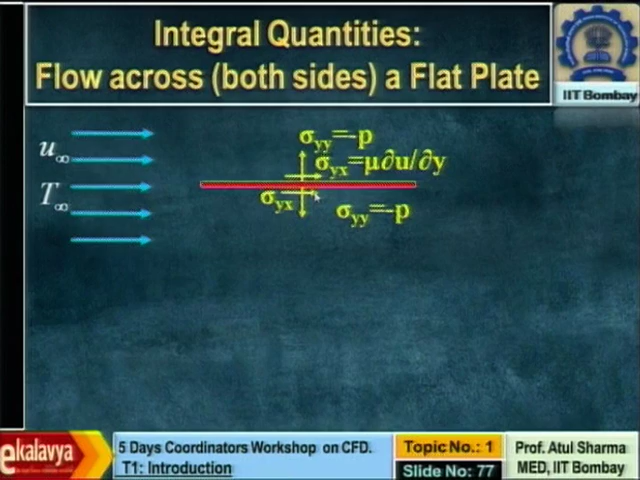 Integral Quantities:
Flow across (both sides) a Flat Plate
IIT Bombay
u∞
T∞
σyy=-p
σyx=μ∂u/∂y
σyx
σyy=-p
ekalavya
5 Days Coordinators Workshop on CFD.
T1: Introduction
Topic No.: 1
Slide No: 77
Prof. Atul Sharma
MED, IIT Bombay